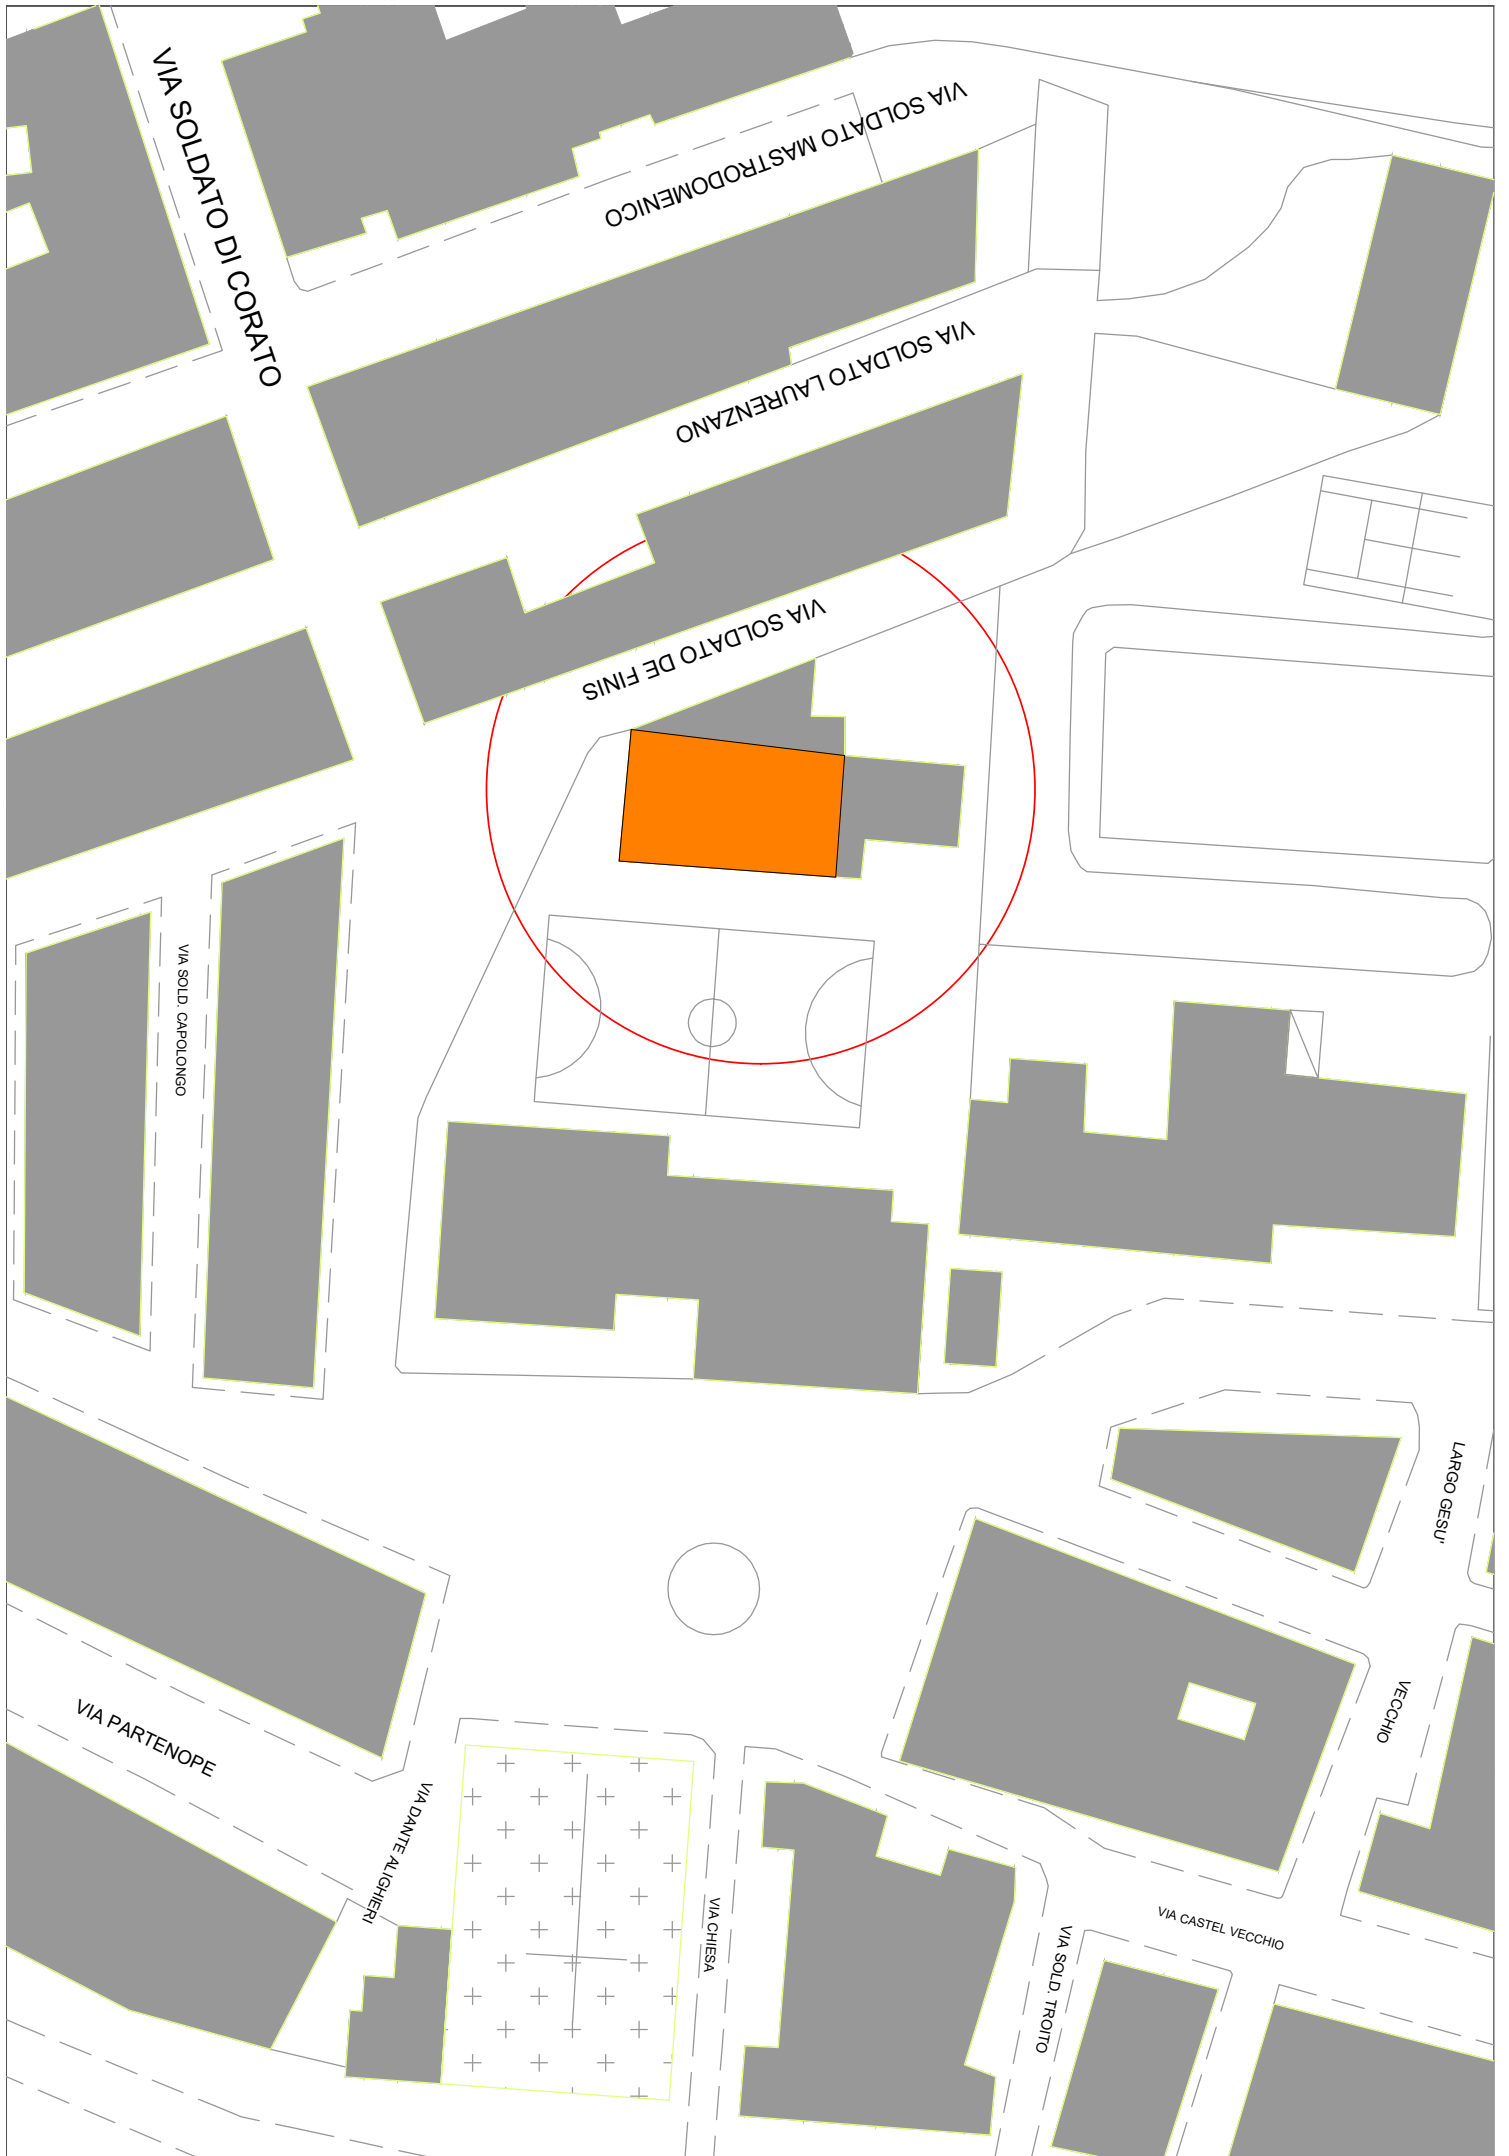 VIA SOLDATO DI CORATO
VIA SOLDATO MASTRODOMENICO
VIA SOLDATO LAURENZANO
VIA SOLDATO DE FINIS
VIA SOLD. CAPOLONGO
LARGO GESU'
VECCHIO
VIA PARTENOPE
VIA DANTE ALIGHIERI
VIA CHIESA
VIA CASTEL VECCHIO
VIA SOLD. TROITO